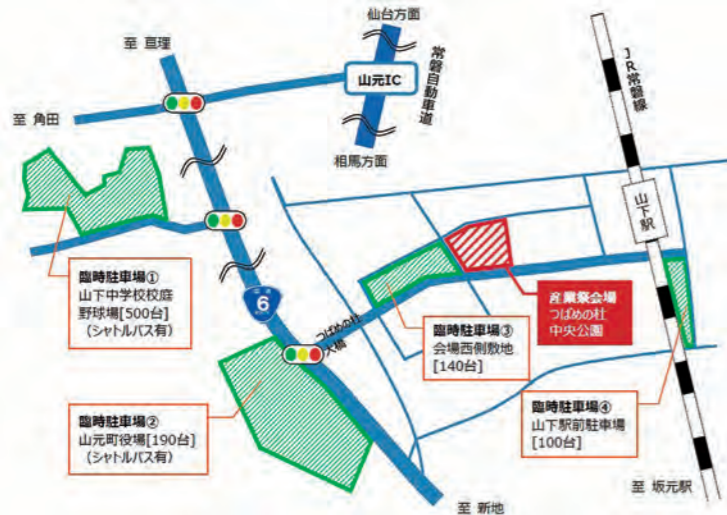 仙台方面
至 亘理
山元IC
常磐自動車道
JR常磐線
至 角田
相馬方面
山下駅
臨時駐車場①
山下中学校校庭
野球場[500台]
（シャトルバス有）
国道
6
つばめの杜
大橋
産業祭会場
つばめの杜
中央公園
臨時駐車場③
会場西側敷地
[140台]
臨時駐車場②
山元町役場[190台]
（シャトルバス有）
臨時駐車場④
山下駅前駐車場
[100台]
至 坂元駅
至 新地